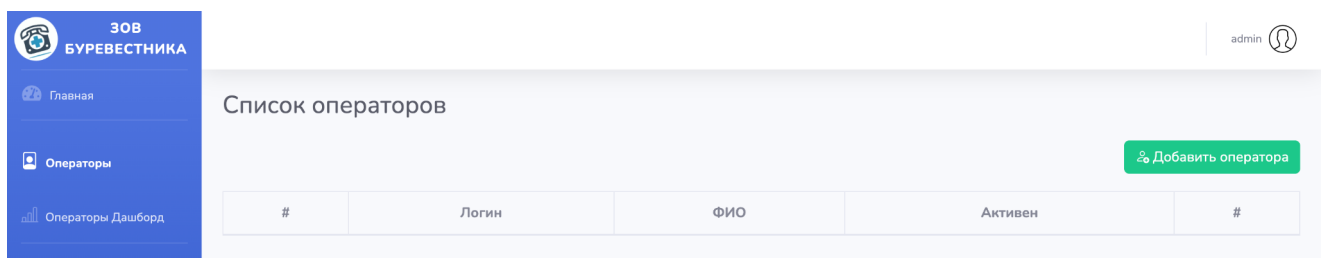 ЗОВ
БУРЕВЕСТНИКА
admin
Главная
Список операторов
Операторы
Добавить оператора
Операторы Дашборд
# Логин ФИО Активен #